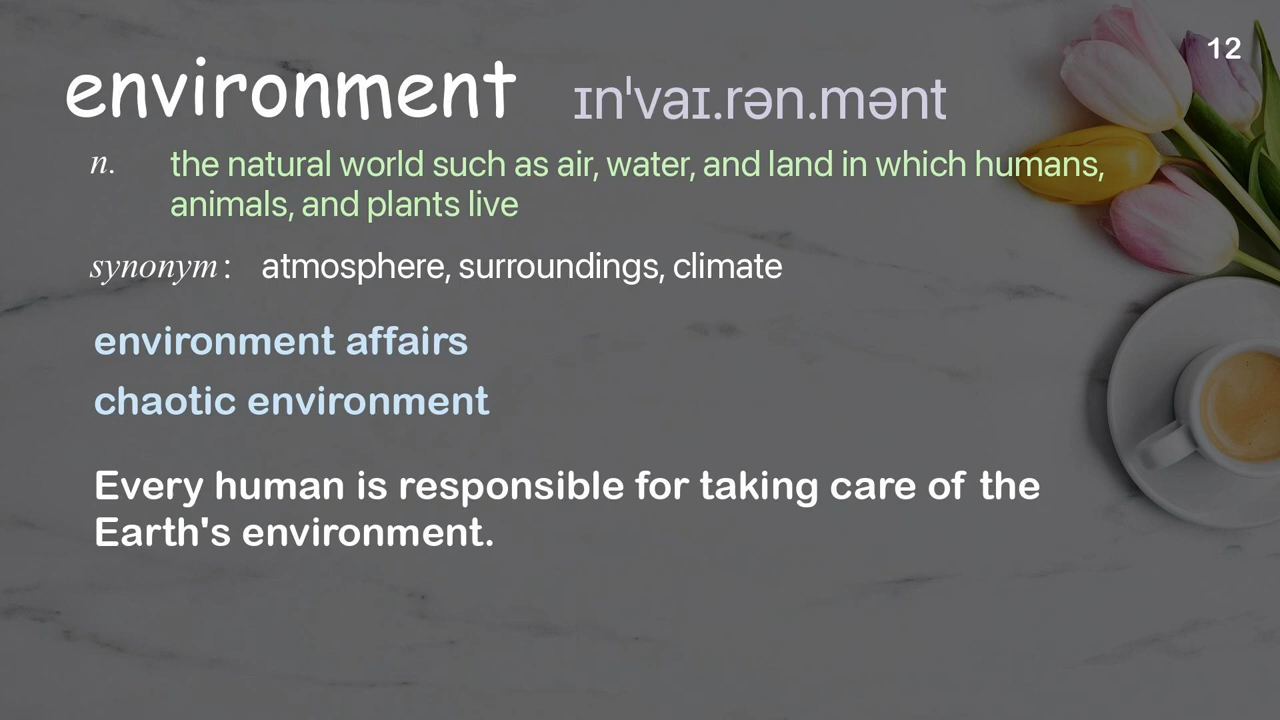 12
environment ɪnˈvaɪ.rən.mənt
n. the natural world such as air, water, and land in which humans,
animals, and plants live
synonym: atmosphere, surroundings, climate
environment affairs
chaotic environment
Every human is responsible for taking care of the
Earth's environment.